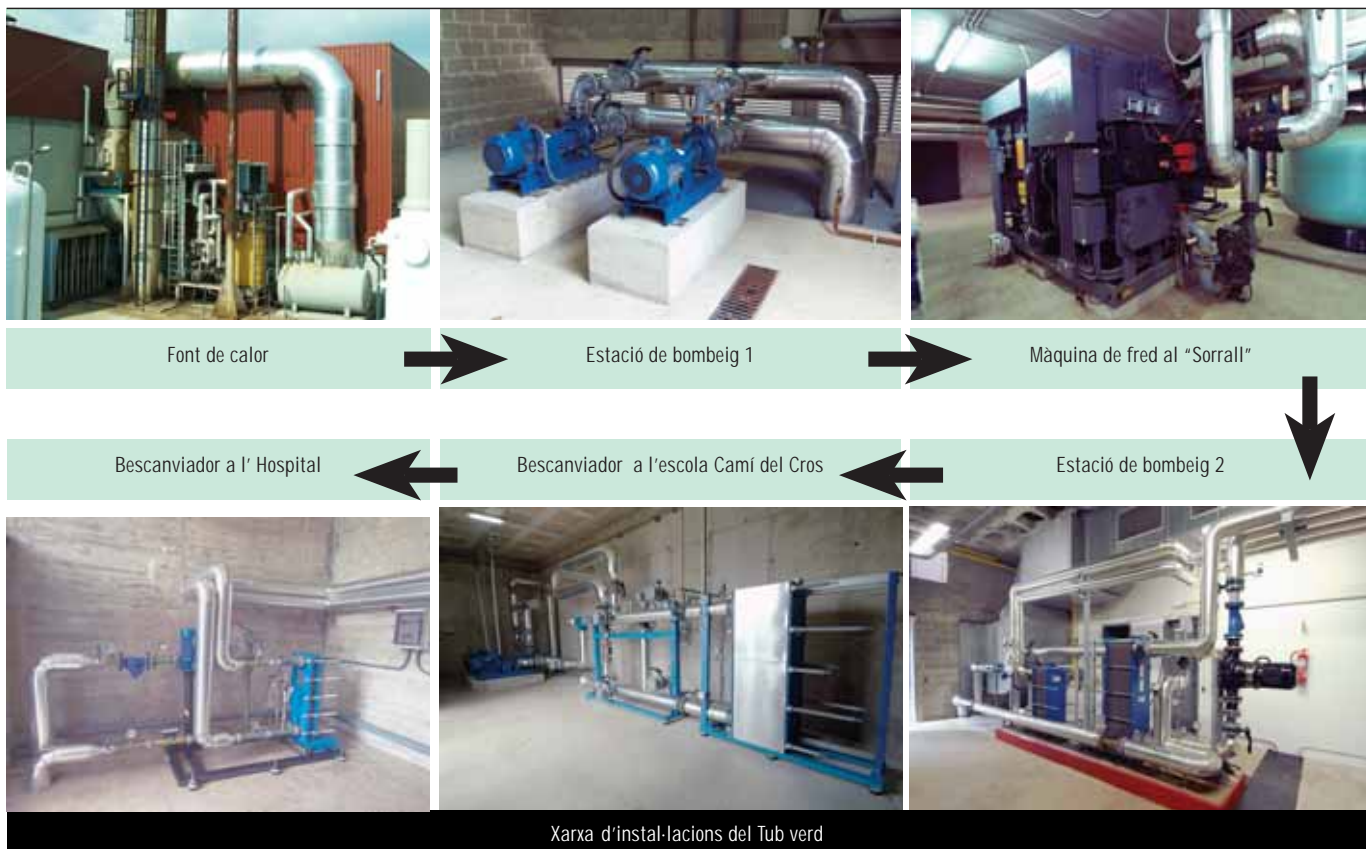 Font de calor
Estació de bombeig 1
Màquina de fred al “Sorrall”
Bescanviador a l' Hospital
Bescanviador a l'escola Camí del Cros
Estació de bombeig 2
Xarxa d'instal·lacions del Tub verd